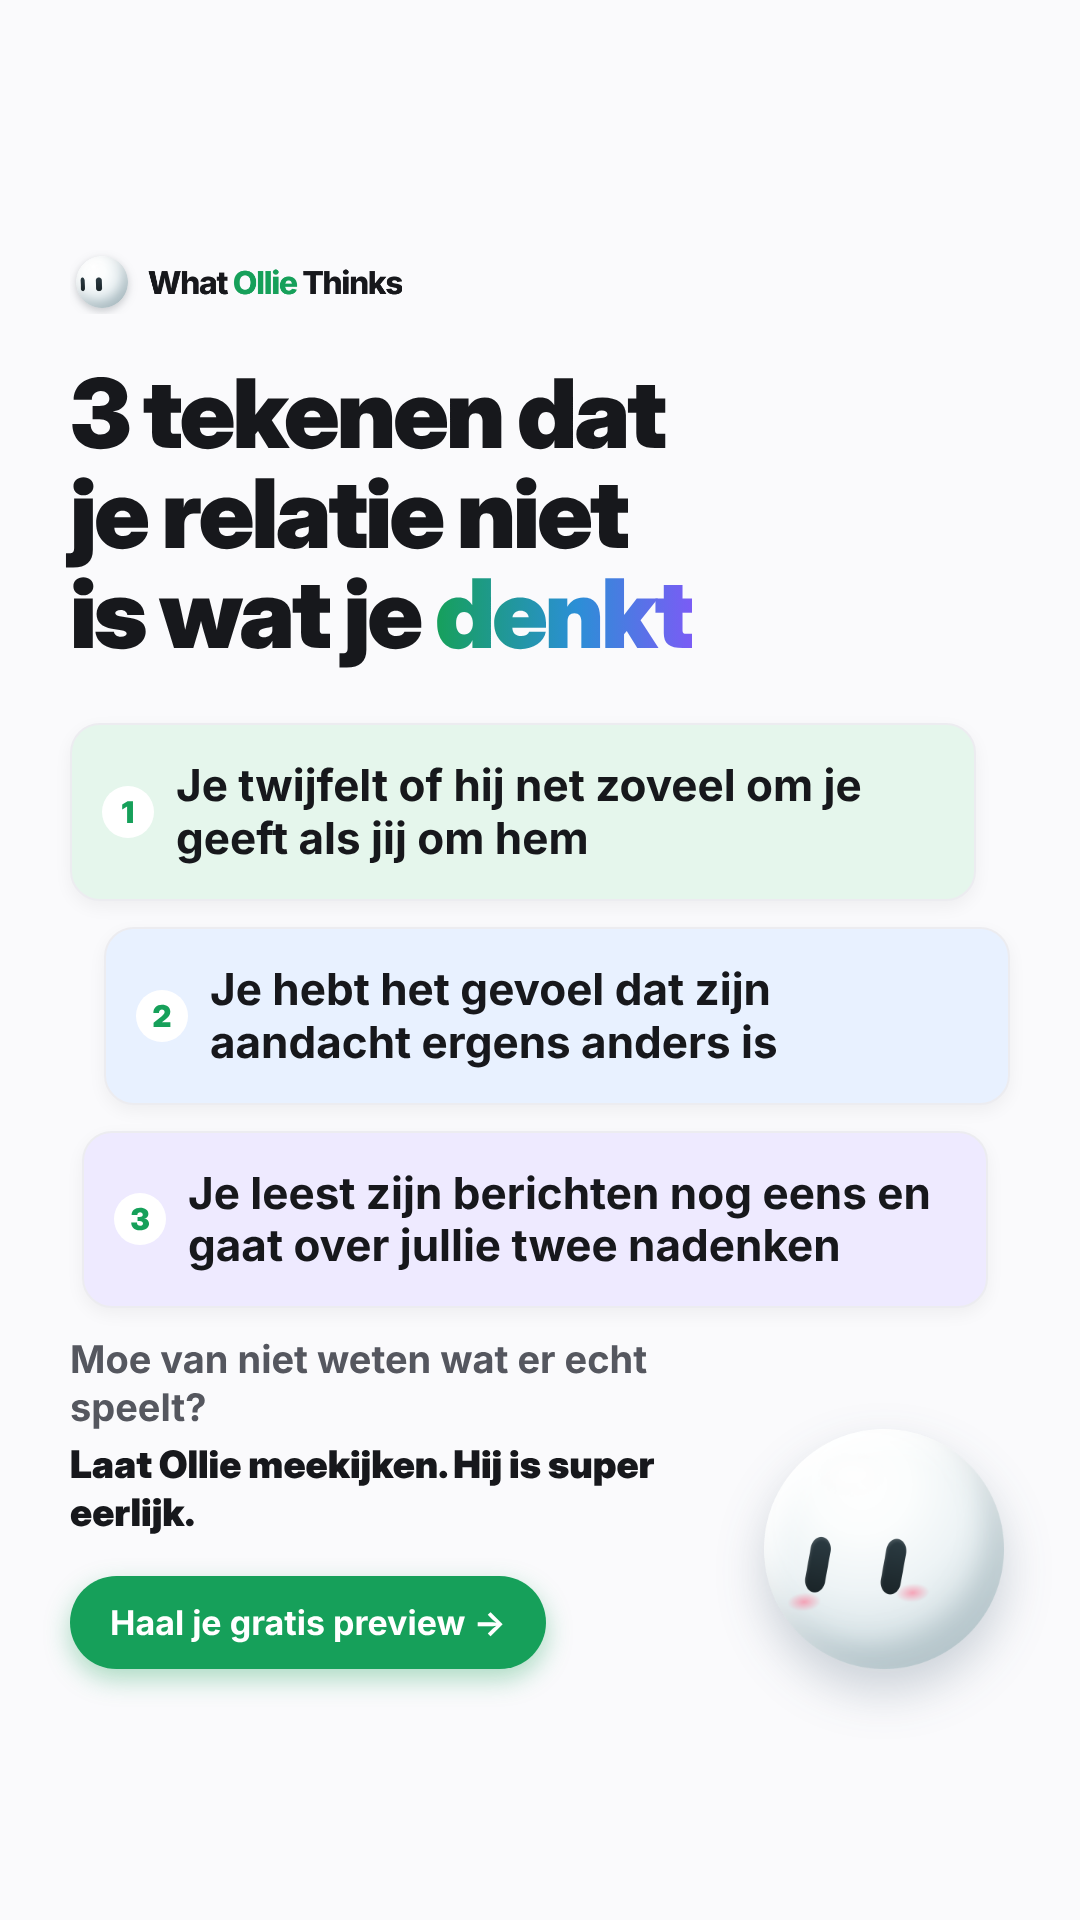 What Ollie Thinks
3 tekenen dat
je relatie niet
is wat je denkt
1
Je twijfelt of hij net zoveel om je
geeft als jij om hem
2
Je hebt het gevoel dat zijn
aandacht ergens anders is
3
Je leest zijn berichten nog eens en
gaat over jullie twee nadenken
Moe van niet weten wat er echt
speelt?
Laat Ollie meekijken. Hij is super
eerlijk.
Haal je gratis preview →